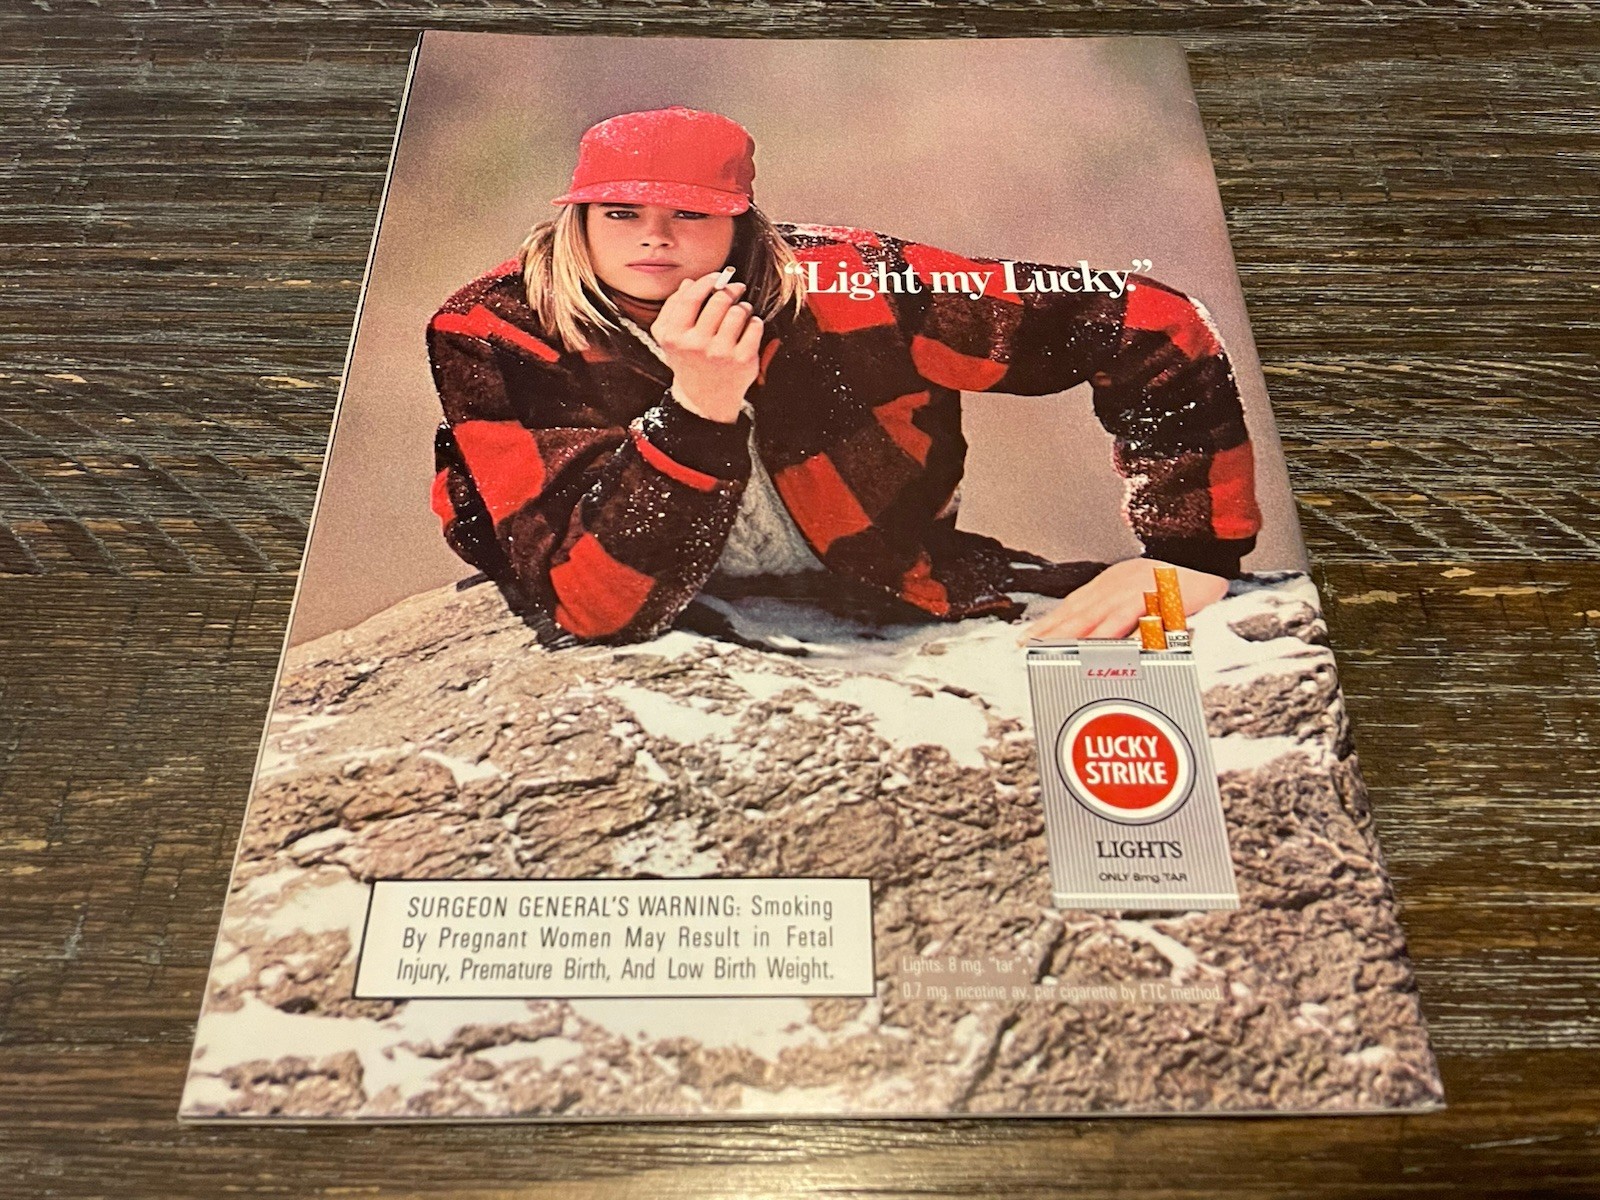 “Light my Lucky.”
LUCKY
STRIKE
L.S./M.F.T.
LUCKY
STRIKE
LIGHTS
ONLY 8mg TAR
SURGEON GENERAL'S WARNING: Smoking
By Pregnant Women May Result in Fetal
Injury, Premature Birth, And Low Birth Weight.
Lights: 8 mg. "tar",
0.7 mg. nicotine av. per cigarette by FTC method.